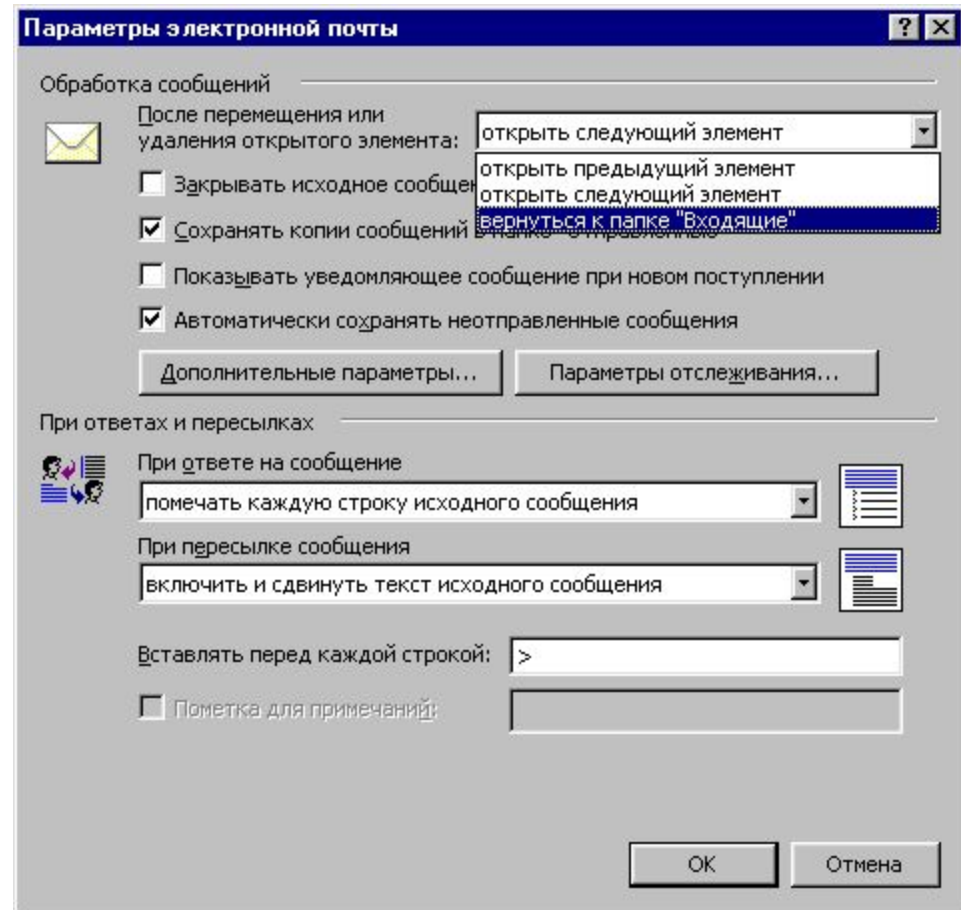 Параметры электронной почты
Обработка сообщений
После перемещения или
удаления открытого элемента:
открыть следующий элемент
открыть предыдущий элемент
открыть следующий элемент
вернуться к папке "Входящие"
Закрывать исходное
Сохранять копии сообщений в
Показывать уведомляющее сообщение при новом поступлении
Автоматически сохранять неотправленные сообщения
Дополнительные параметры...
Параметры отслеживания...
При ответах и пересылках
При ответе на сообщение
помечать каждую строку исходного сообщения
При пересылке сообщения
включить и сдвинуть текст исходного сообщения
Вставлять перед каждой строкой: >
Пометка для примечаний:
OK
Отмена